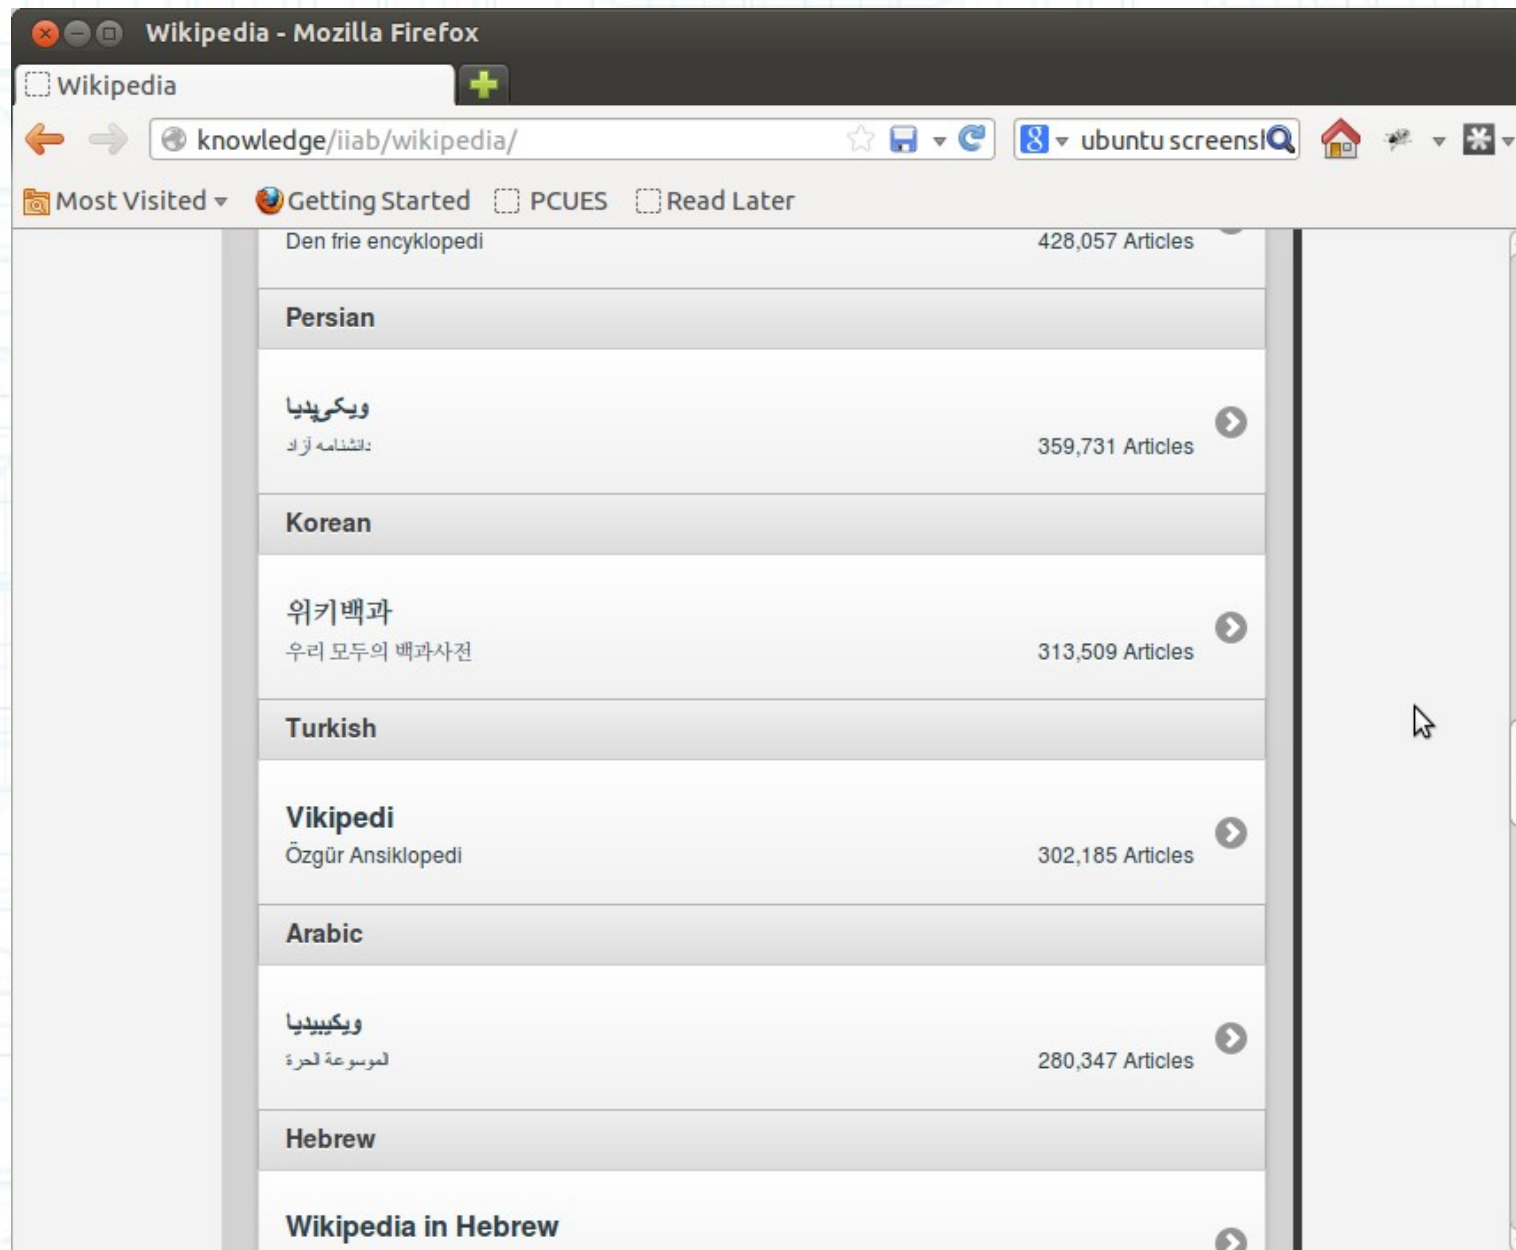 Wikipedia - Mozilla Firefox
Wikipedia
knowledge/iiab/wikipedia/
ubuntu screensl
Most Visited
Getting Started
PCUES
Read Later
Den frie encyklopedi
428,057 Articles
Persian
ویکی‌پدیا
دانشنامه آزاد
359,731 Articles
Korean
위키백과
우리 모두의 백과사전
313,509 Articles
Turkish
Vikipedi
Özgür Ansiklopedi
302,185 Articles
Arabic
ويكيبيديا
الموسوعة الحرة
280,347 Articles
Hebrew
Wikipedia in Hebrew